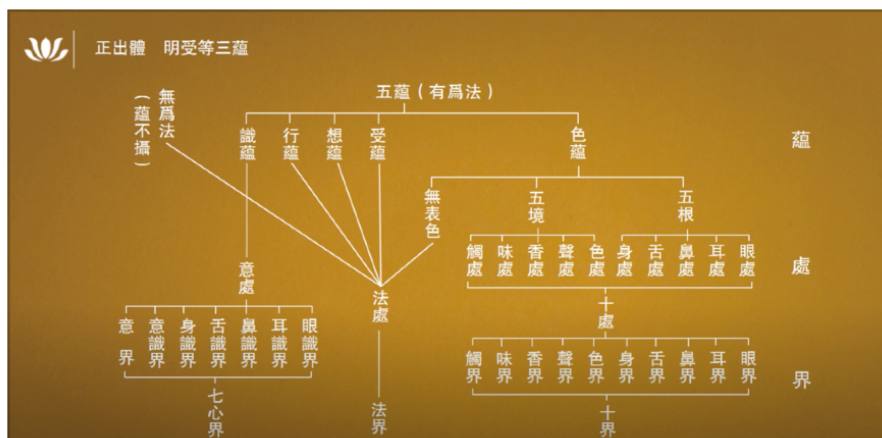 正出體　明受等三蘊
五蘊（有爲法）
蘊
色蘊
受蘊
想蘊
行蘊
識蘊
無爲法
（蘊不攝）
五根
五境
無表色
處
眼處
耳處
鼻處
舌處
身處
色處
聲處
香處
味處
觸處
十處
法處
意處
界
眼界
耳界
鼻界
舌界
身界
色界
聲界
香界
味界
觸界
十界
法界
眼識界
耳識界
鼻識界
舌識界
身識界
意識界
意界
七心界